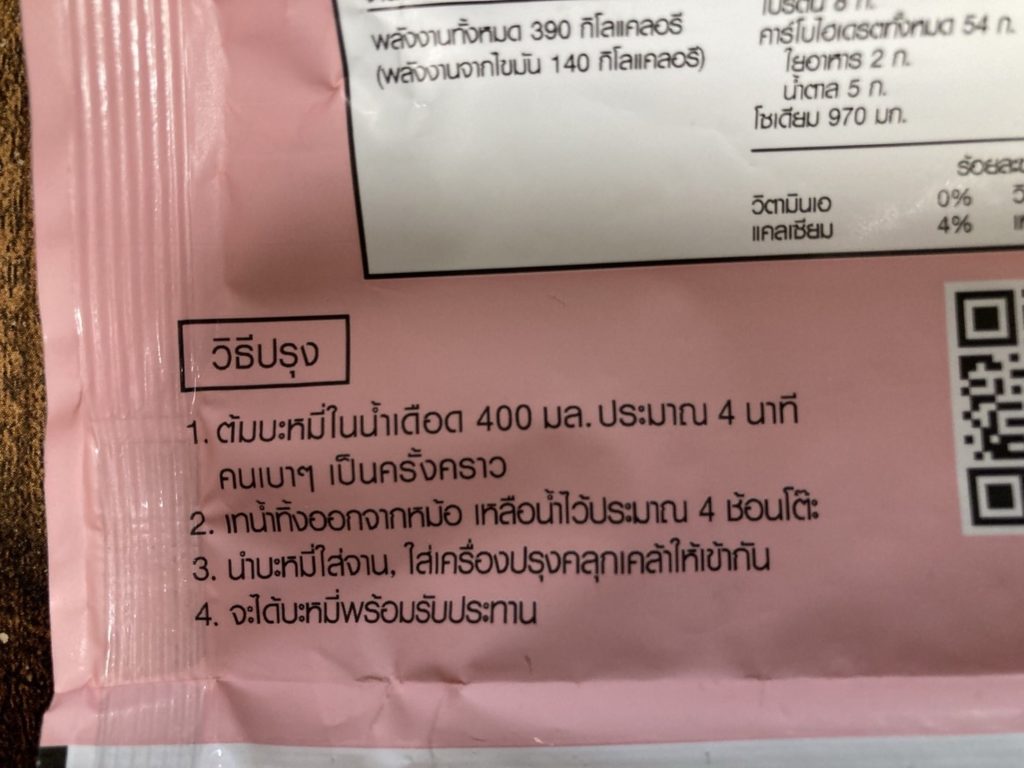 พลังงานทั้งหมด 390 กิโลแคลอรี
(พลังงานจากไขมัน 140 กิโลแคลอรี)
โปรตีน 8 ก.
คาร์โบไฮเดรตทั้งหมด 54 ก.
ใยอาหาร 2 ก.
น้ำตาล 5 ก.
โซเดียม 970 มก.
ร้อยละ
วิตามินเอ 0%
แคลเซียม 4%
วิธีปรุง
1. ต้มบะหมี่ในน้ำเดือด 400 มล. ประมาณ 4 นาที
คนเบาๆ เป็นครั้งคราว
2. เทน้ำทิ้งออกจากหม้อ เหลือน้ำไว้ประมาณ 4 ช้อนโต๊ะ
3. นำบะหมี่ใส่จาน, ใส่เครื่องปรุงคลุกเคล้าให้เข้ากัน
4. จะได้บะหมี่พร้อมรับประทาน